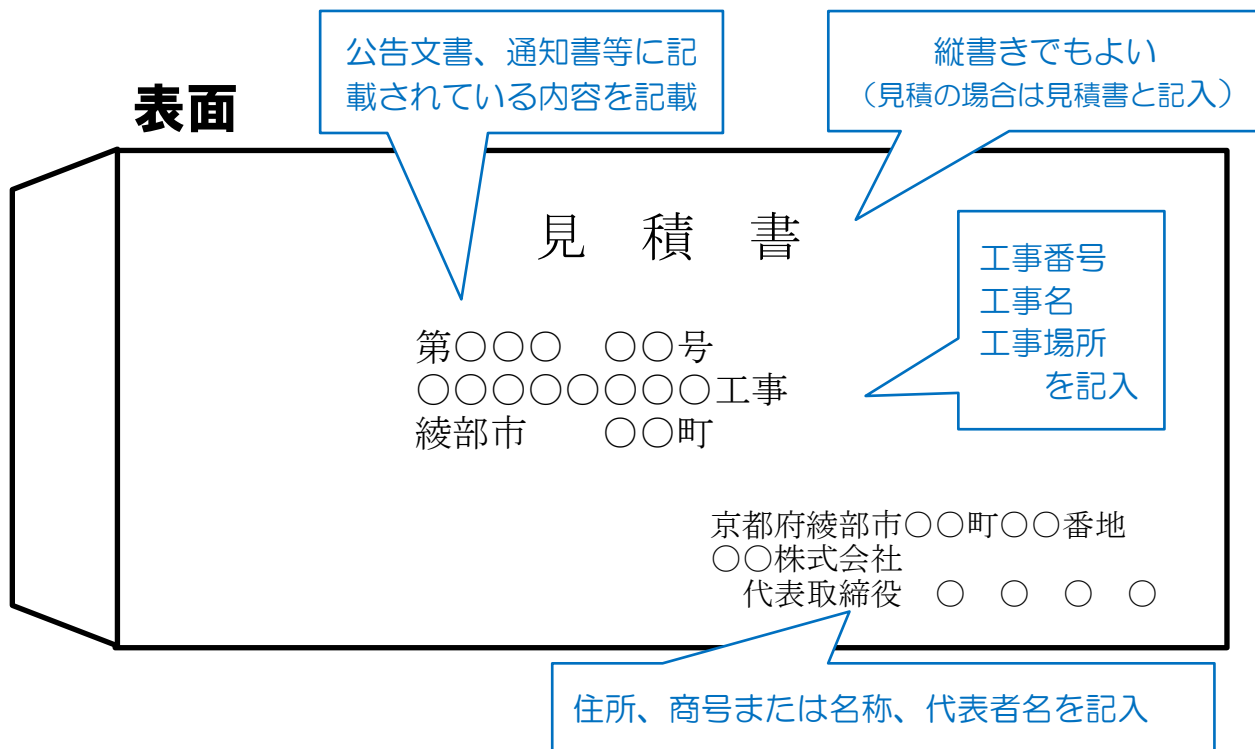 公告文書、通知書等に記
載されている内容を記載
縦書きでもよい
（見積の場合は見積書と記入）
表面
見　積　書
工事番号
工事名
工事場所
を記入
第○○○　○○号
○○○○○○○○工事
綾部市　　○○町
京都府綾部市○○町○○番地
○○株式会社
代表取締役　○　○　○　○
住所、商号または名称、代表者名を記入